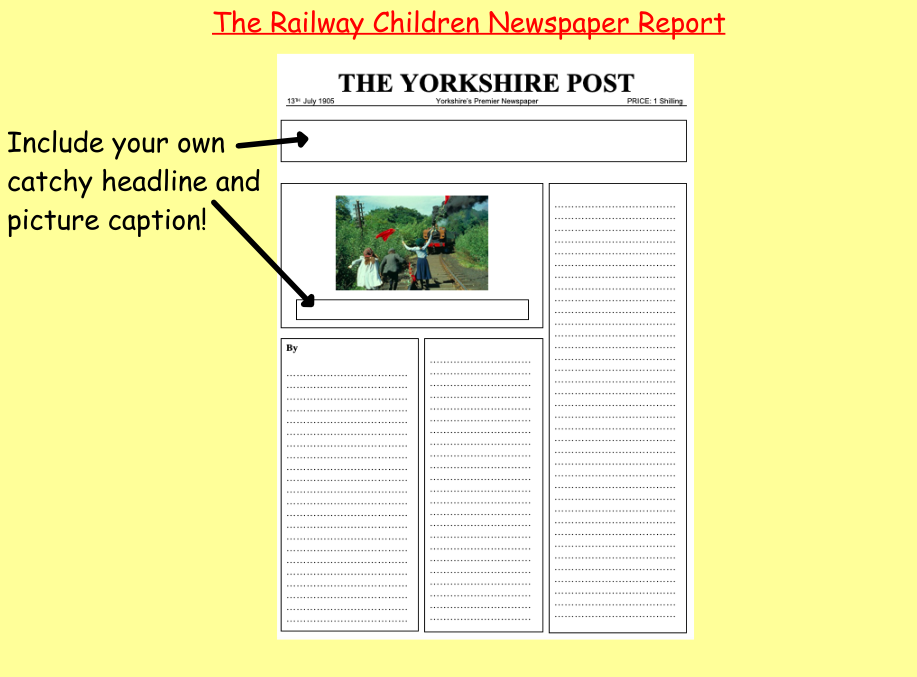 The Railway Children Newspaper Report
THE YORKSHIRE POST
13TH July 1905 Yorkshire's Premier Newspaper PRICE: 1 Shilling
Include your own
catchy headline and
picture caption!
By